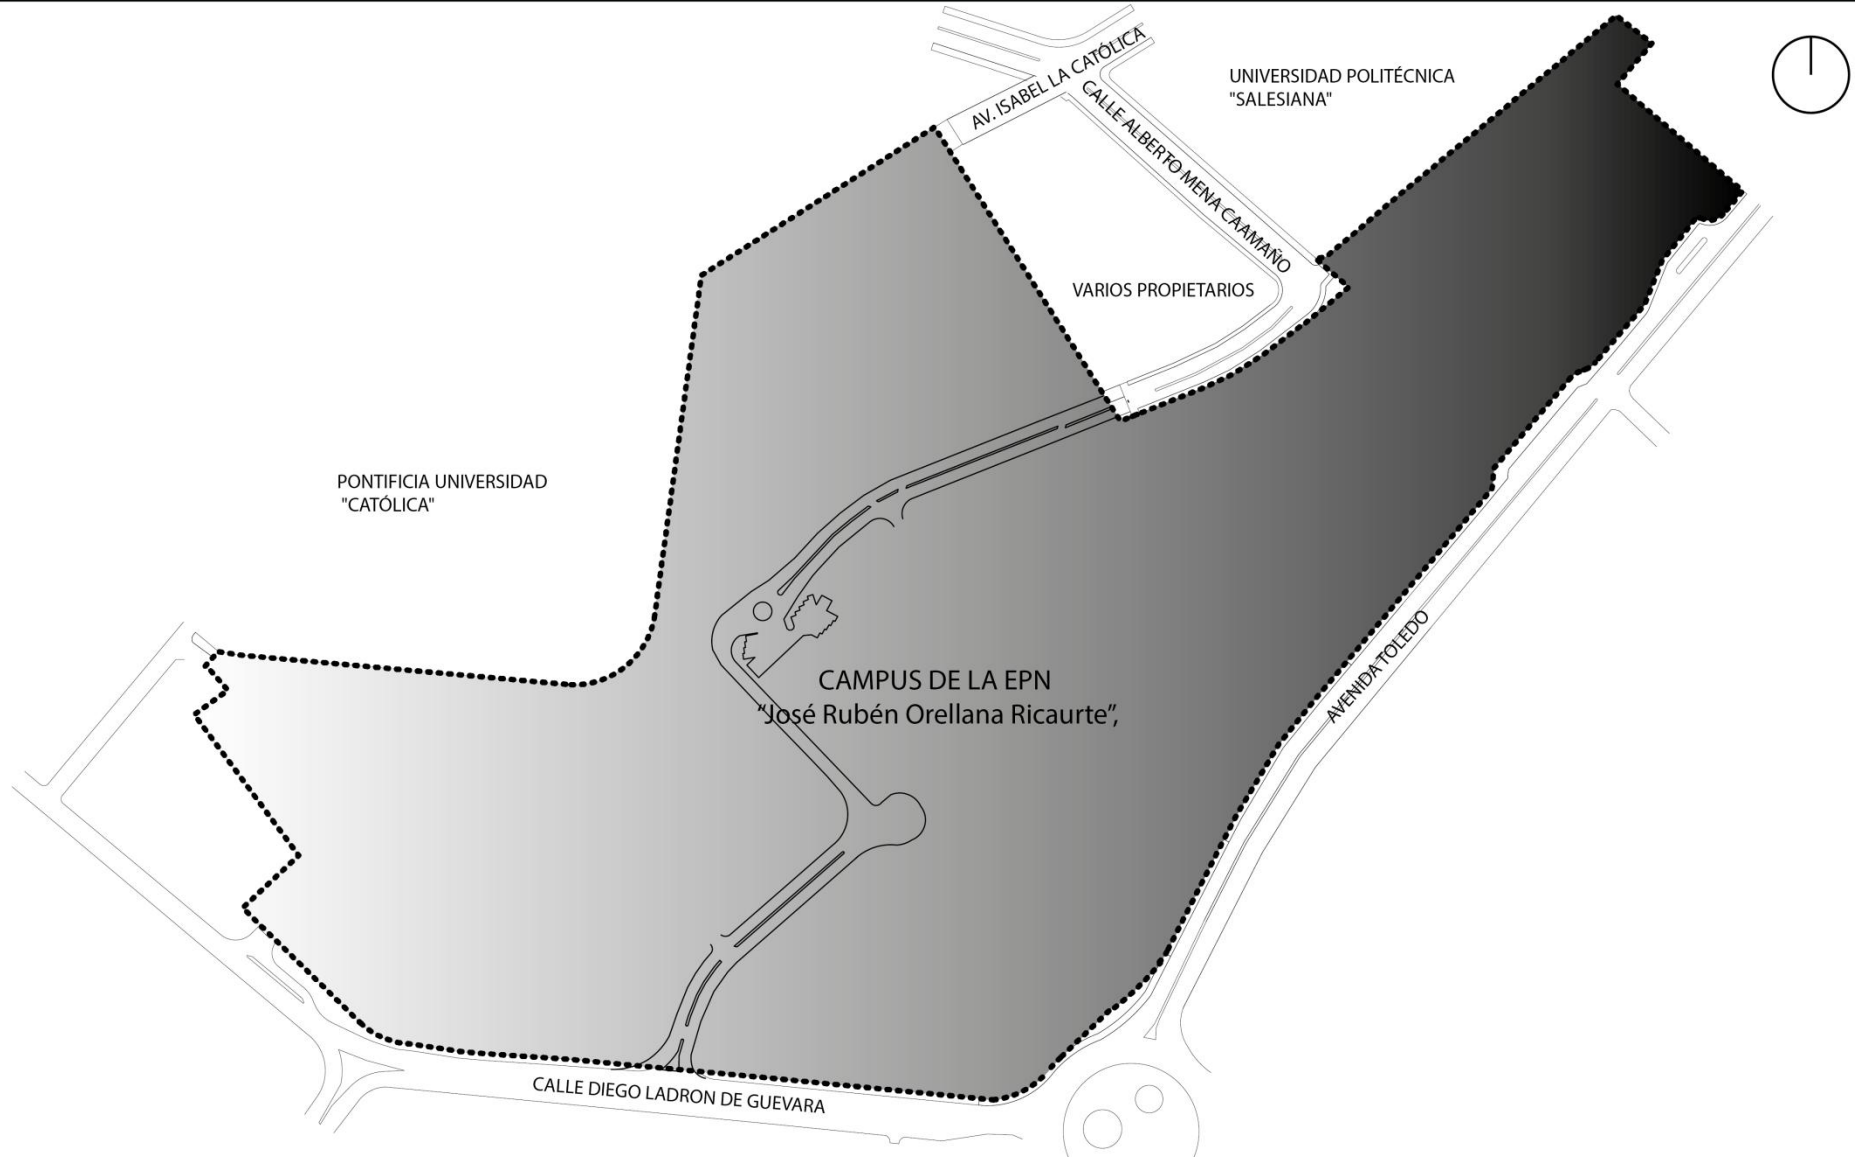 AV. ISABEL LA CATÓLICA
UNIVERSIDAD POLITÉCNICA
"SALESIANA"
CALLE ALBERTO MENA CAAMAÑO
VARIOS PROPIETARIOS
PONTIFICIA UNIVERSIDAD
"CATÓLICA"
CAMPUS DE LA EPN
"José Rubén Orellana Ricaurte",
AVENIDA TOLEDO
CALLE DIEGO LADRON DE GUEVARA